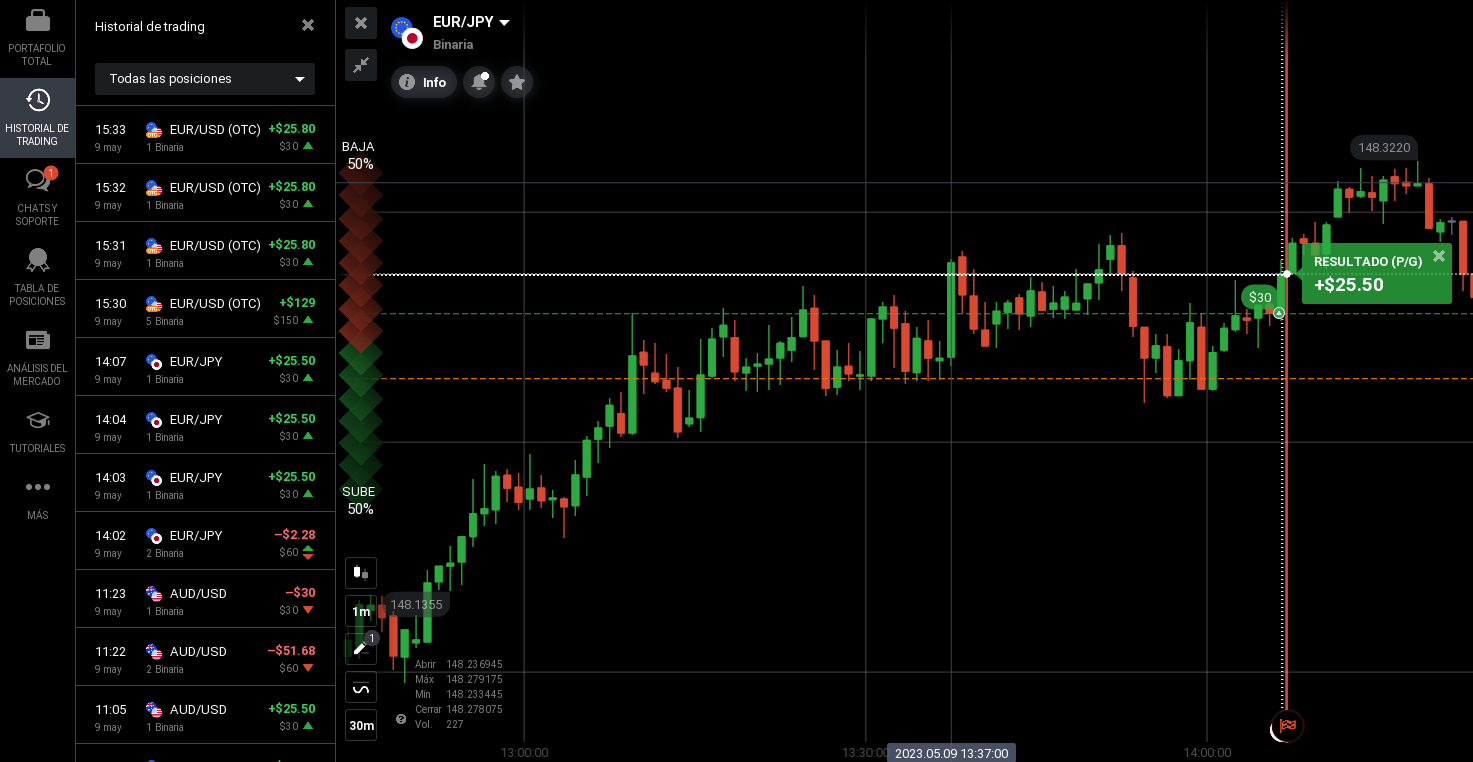 PORTAFOLIO
TOTAL
HISTORIAL DE
TRADING
1
CHATS Y
SOPORTE
TABLA DE
POSICIONES
ANÁLISIS DEL
MERCADO
TUTORIALES
MÁS
Historial de trading
Todas las posiciones
15:33 EUR/USD (OTC) +$25.80
9 may 1 Binaria $30
15:32 EUR/USD (OTC) +$25.80
9 may 1 Binaria $30
15:31 EUR/USD (OTC) +$25.80
9 may 1 Binaria $30
15:30 EUR/USD (OTC) +$129
9 may 5 Binaria $150
14:07 EUR/JPY +$25.50
9 may 1 Binaria $30
14:04 EUR/JPY +$25.50
9 may 1 Binaria $30
14:03 EUR/JPY +$25.50
9 may 1 Binaria $30
14:02 EUR/JPY –$2.28
9 may 2 Binaria $60
11:23 AUD/USD –$30
9 may 1 Binaria $30
11:22 AUD/USD –$51.68
9 may 2 Binaria $60
11:05 AUD/USD +$25.50
9 may 1 Binaria $30
EUR/JPY
Binaria
Info
BAJA
50%
SUBE
50%
1m
1
30m
148.1355
Abrir 148.236945
Máx 148.279175
Mín 148.233445
Cerrar 148.278075
Vol. 227
148.3220
$30
RESULTADO (P/G)
+$25.50
13:00:00
13:30:00
2023.05.09 13:37:00
14:00:00